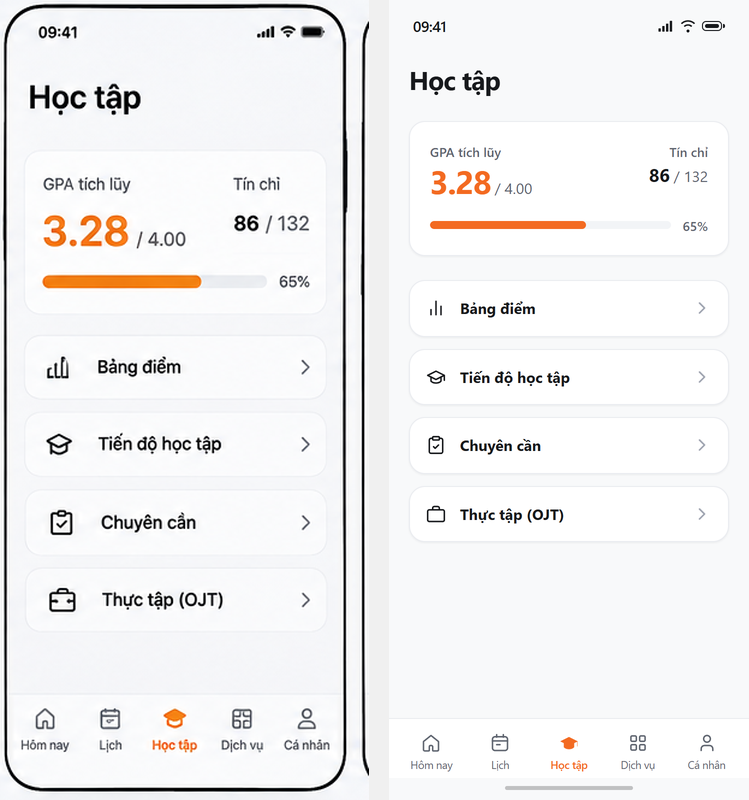 09:41
Học tập
GPA tích lũy
Tín chỉ
3.28 / 4.00
86 / 132
65%
Bảng điểm
Tiến độ học tập
Chuyên cần
Thực tập (OJT)
Hôm nay
Lịch
Học tập
Dịch vụ
Cá nhân
09:41
Học tập
GPA tích lũy
Tín chỉ
3.28 / 4.00
86 / 132
65%
Bảng điểm
Tiến độ học tập
Chuyên cần
Thực tập (OJT)
Hôm nay
Lịch
Học tập
Dịch vụ
Cá nhân